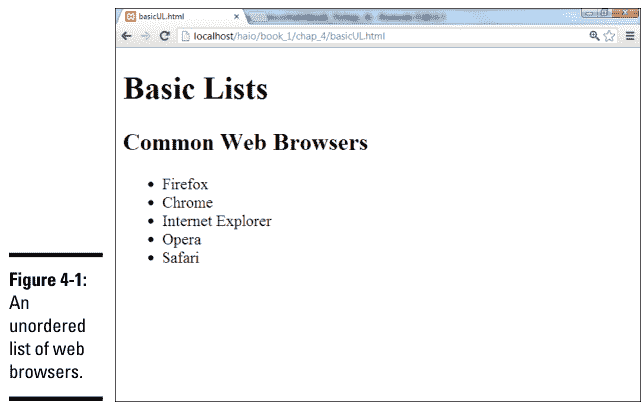 basicUL.html
localhost/haio/book_1/chap_4/basicUL.html
Basic Lists
Common Web Browsers
• Firefox
• Chrome
• Internet Explorer
• Opera
• Safari
Figure 4-1:
An
unordered
list of web
browsers.